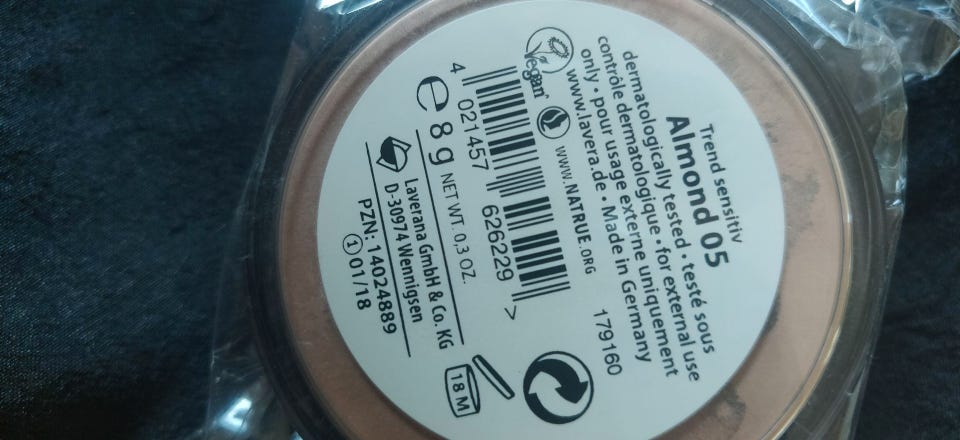 Trend sensitiv
Almond 05
dermatologically tested • testé sous
contrôle dermatologique • for external use
only • pour usage externe uniquement
www.lavera.de • Made in Germany
vegan
www.NATRUE.ORG
179160
4 021457 626229 >
e 8 g NET WT. 0.3 OZ.
Laverana GmbH & Co. KG
D-30974 Wennigsen
PZN: 14024889
1 01/18
18 M